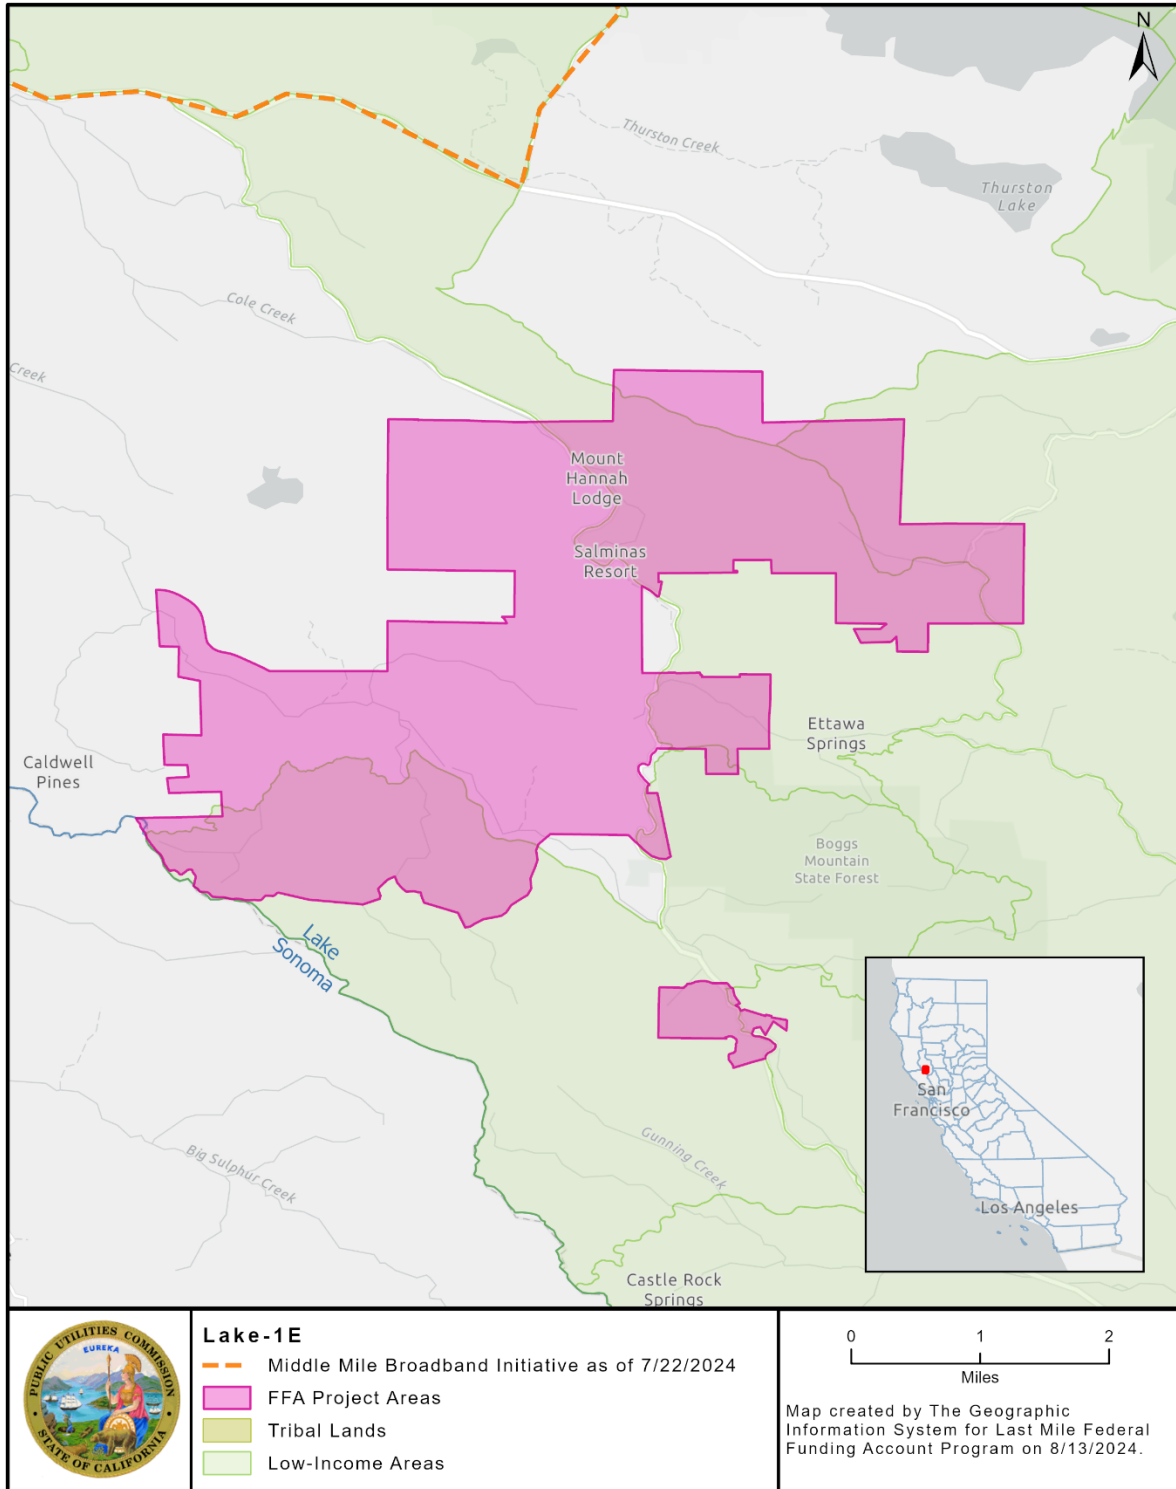 N
Thurston Creek
Thurston
Lake
Cole Creek
Creek
Mount
Hannah
Lodge
Salminas
Resort
Ettawa
Springs
Caldwell
Pines
Boggs
Mountain
State Forest
Lake
Sonoma
San
Francisco
Gunning Creek
Big Sulphur Creek
Los Angeles
Castle Rock
Springs
PUBLIC UTILITIES COMMISSION
EUREKA
STATE OF CALIFORNIA
Lake-1E
Middle Mile Broadband Initiative as of 7/22/2024
FFA Project Areas
Tribal Lands
Low-Income Areas
0 1 2
Miles
Map created by The Geographic
Information System for Last Mile Federal
Funding Account Program on 8/13/2024.